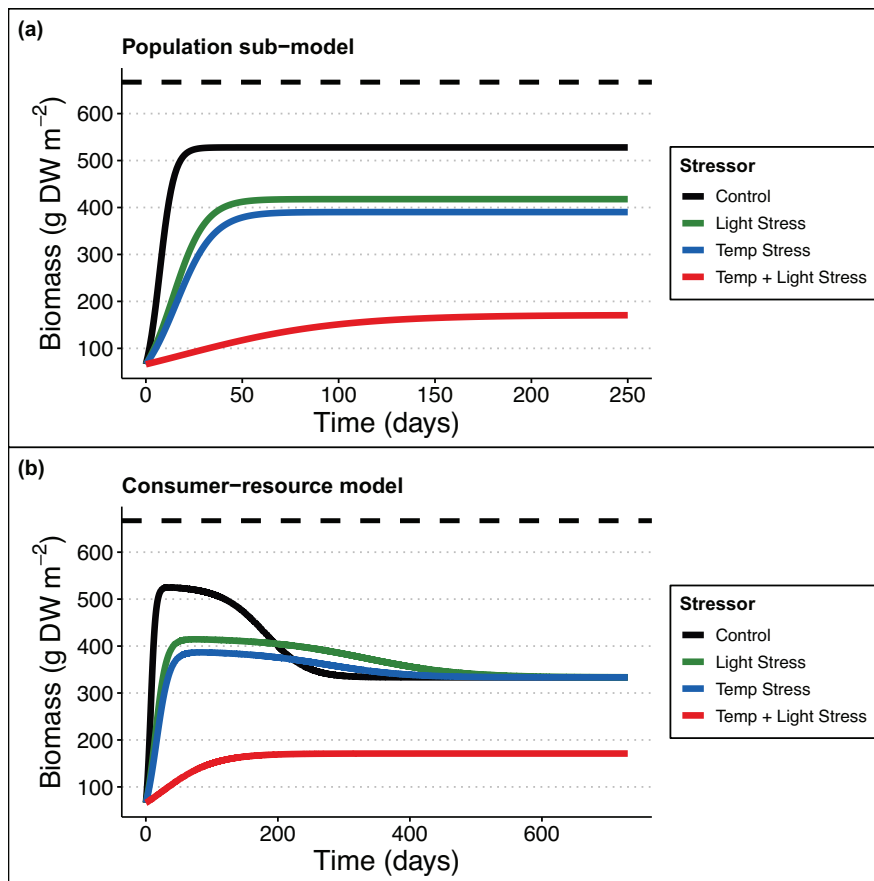 (a)
Population sub−model
Biomass (g DW m⁻²)
600
500
400
300
200
100
0 50 100 150 200 250
Time (days)
Stressor
Control
Light Stress
Temp Stress
Temp + Light Stress
(b)
Consumer−resource model
Biomass (g DW m⁻²)
600
500
400
300
200
100
0 200 400 600
Time (days)
Stressor
Control
Light Stress
Temp Stress
Temp + Light Stress